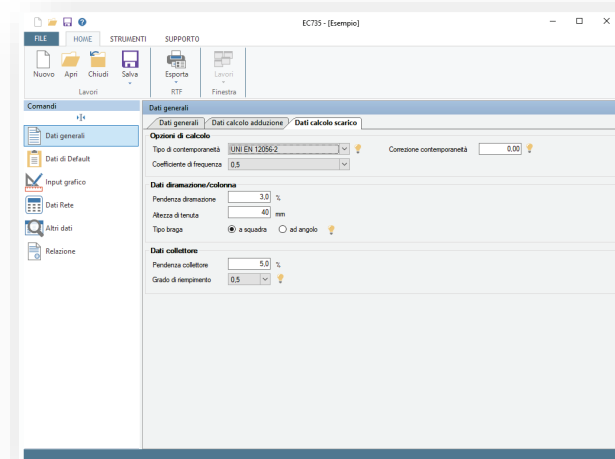 EC735 - [Esempio]
FILE HOME STRUMENTI SUPPORTO
Nuovo Apri Chiudi Salva Esporta Lavori
Lavori RTF Finestra
Comandi
Dati generali
Dati di Default
Input grafico
Dati Rete
Altri dati
Relazione
Dati generali
Dati generali Dati calcolo adduzione Dati calcolo scarico
Opzioni di calcolo
Tipo di contemporaneità UNI EN 12056-2 Correzione contemporaneità 0,00
Coefficiente di frequenza 0,5
Dati diramazione/colonna
Pendenza diramazione 3,0 %
Altezza di tenuta 40 mm
Tipo braga a squadra ad angolo
Dati collettore
Pendenza collettore 5,0 %
Grado di riempimento 0,5